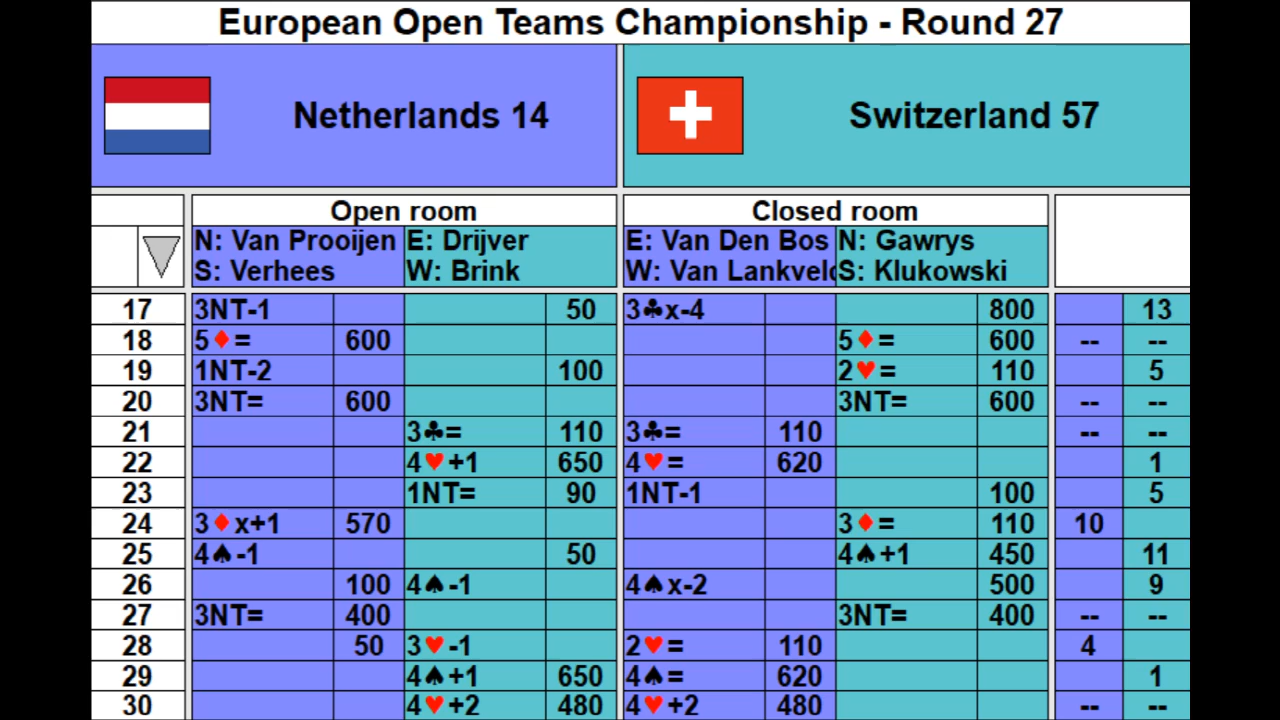 European Open Teams Championship - Round 27
Netherlands 14 Switzerland 57
Open room Closed room
N: Van Prooijen E: Drijver E: Van Den Bos N: Gawrys
S: Verhees W: Brink W: Van Lankveld S: Klukowski
17 3NT-1 50 3♣x-4 800 13
18 5♦= 600 5♦= 600 -- --
19 1NT-2 100 2♥= 110 5
20 3NT= 600 3NT= 600 -- --
21 3♣= 110 3♣= 110 -- --
22 4♥+1 650 4♥= 620 1
23 1NT= 90 1NT-1 100 5
24 3♦x+1 570 3♦= 110 10
25 4♠-1 50 4♠+1 450 11
26 100 4♠-1 4♠x-2 500 9
27 3NT= 400 3NT= 400 -- --
28 50 3♥-1 2♥= 110 4
29 4♠+1 650 4♠= 620 1
30 4♥+2 480 4♥+2 480 -- --